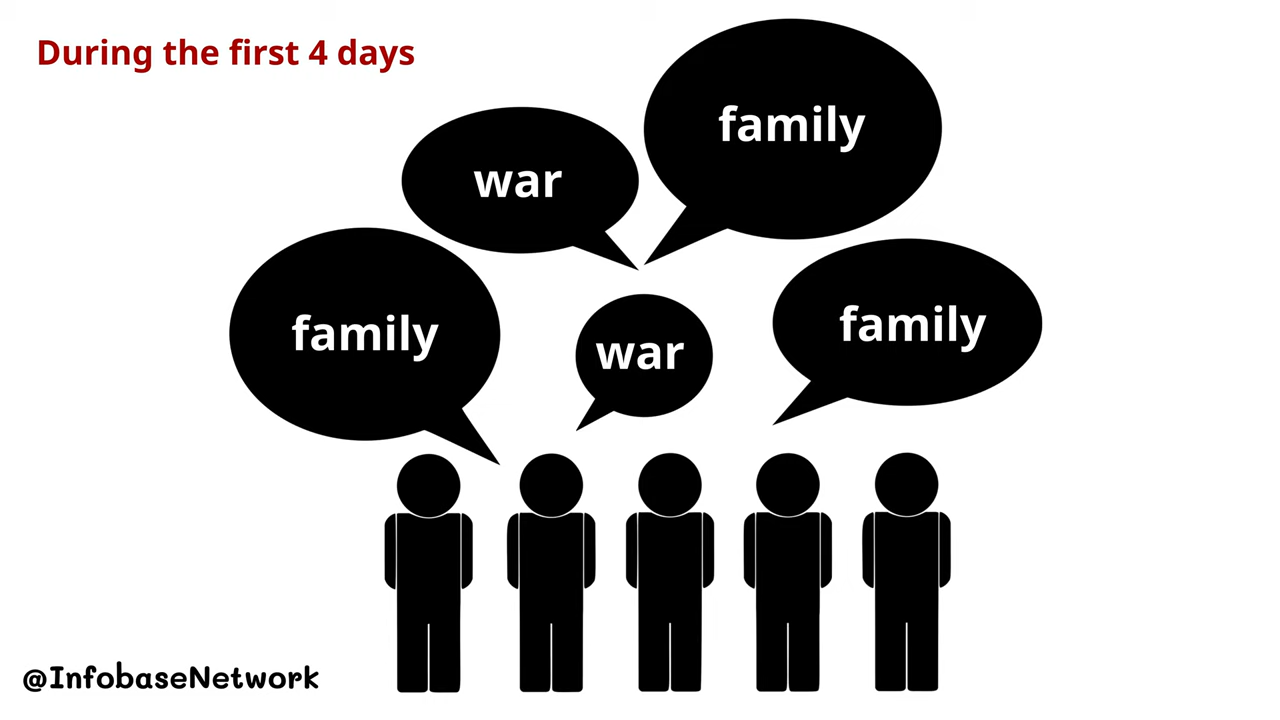 During the first 4 days
family
war
family
war
family
@InfobaseNetwork